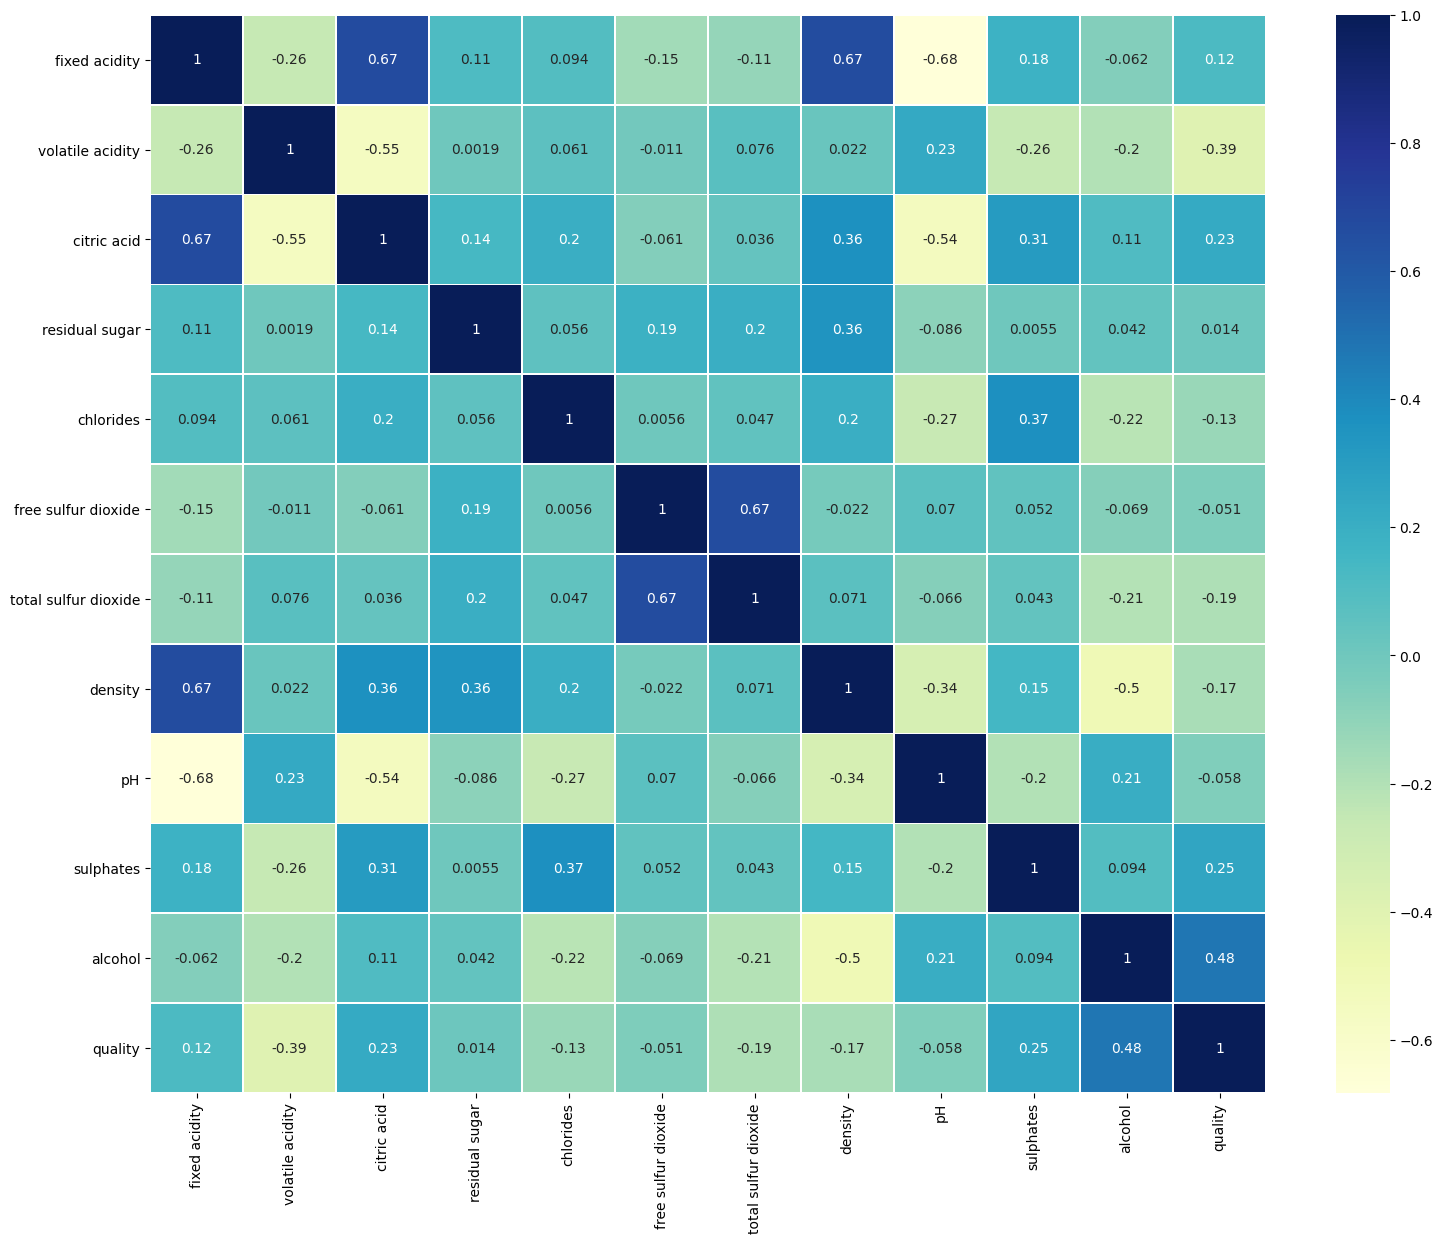 fixed acidity 1 -0.26 0.67 0.11 0.094 -0.15 -0.11 0.67 -0.68 0.18 -0.062 0.12
volatile acidity -0.26 1 -0.55 0.0019 0.061 -0.011 0.076 0.022 0.23 -0.26 -0.2 -0.39
citric acid 0.67 -0.55 1 0.14 0.2 -0.061 0.036 0.36 -0.54 0.31 0.11 0.23
residual sugar 0.11 0.0019 0.14 1 0.056 0.19 0.2 0.36 -0.086 0.0055 0.042 0.014
chlorides 0.094 0.061 0.2 0.056 1 0.0056 0.047 0.2 -0.27 0.37 -0.22 -0.13
free sulfur dioxide -0.15 -0.011 -0.061 0.19 0.0056 1 0.67 -0.022 0.07 0.052 -0.069 -0.051
total sulfur dioxide -0.11 0.076 0.036 0.2 0.047 0.67 1 0.071 -0.066 0.043 -0.21 -0.19
density 0.67 0.022 0.36 0.36 0.2 -0.022 0.071 1 -0.34 0.15 -0.5 -0.17
pH -0.68 0.23 -0.54 -0.086 -0.27 0.07 -0.066 -0.34 1 -0.2 0.21 -0.058
sulphates 0.18 -0.26 0.31 0.0055 0.37 0.052 0.043 0.15 -0.2 1 0.094 0.25
alcohol -0.062 -0.2 0.11 0.042 -0.22 -0.069 -0.21 -0.5 0.21 0.094 1 0.48
quality 0.12 -0.39 0.23 0.014 -0.13 -0.051 -0.19 -0.17 -0.058 0.25 0.48 1
fixed acidity
volatile acidity
citric acid
residual sugar
chlorides
free sulfur dioxide
total sulfur dioxide
density
pH
sulphates
alcohol
quality
1.0
0.8
0.6
0.4
0.2
0.0
−0.2
−0.4
−0.6